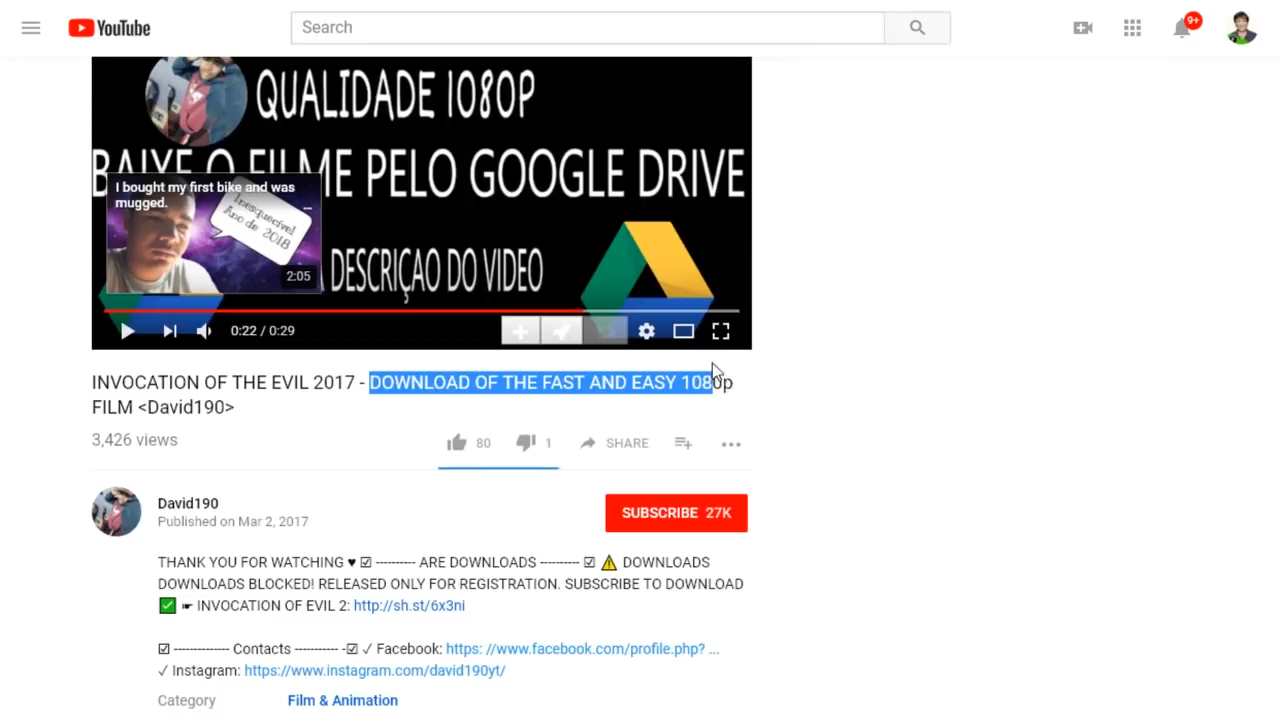 YouTube
Search
9+
QUALIDADE 1080P
BAIXE O FILME PELO GOOGLE DRIVE
I bought my first bike and was
mugged.
...
Inesquecível
Ano de 2018
2:05
DESCRIÇAO DO VIDEO
0:22 / 0:29
INVOCATION OF THE EVIL 2017 - DOWNLOAD OF THE FAST AND EASY 1080p
FILM <David190>
3,426 views
80
1
SHARE
David190
Published on Mar 2, 2017
SUBSCRIBE 27K
THANK YOU FOR WATCHING ♥ ☑ ---------- ARE DOWNLOADS ---------- ☑ ⚠ DOWNLOADS
DOWNLOADS BLOCKED! RELEASED ONLY FOR REGISTRATION. SUBSCRIBE TO DOWNLOAD
✅ ☛ INVOCATION OF EVIL 2: http://sh.st/6x3ni
☑ ------------- Contacts ---------- -☑ ✓ Facebook: https: //www.facebook.com/profile.php? ...
✓ Instagram: https://www.instagram.com/david190yt/
Category
Film & Animation